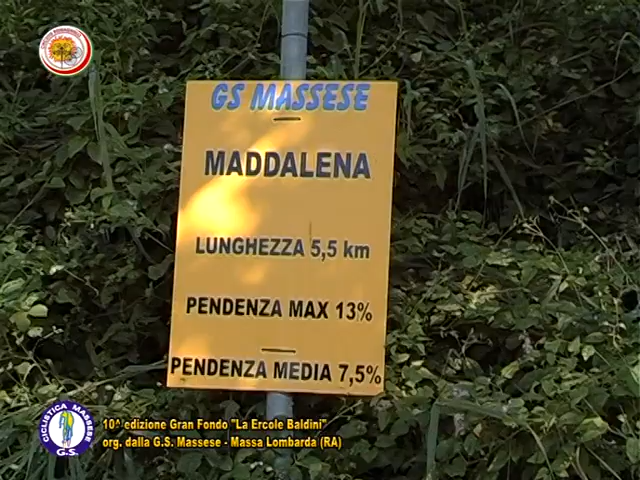 GS MASSESE
MADDALENA
LUNGHEZZA 5,5 km
PENDENZA MAX 13%
PENDENZA MEDIA 7,5%
CICLISTICA MASSESE
G.S.
10^ edizione Gran Fondo "La Ercole Baldini"
org. dalla G.S. Massese - Massa Lombarda (RA)